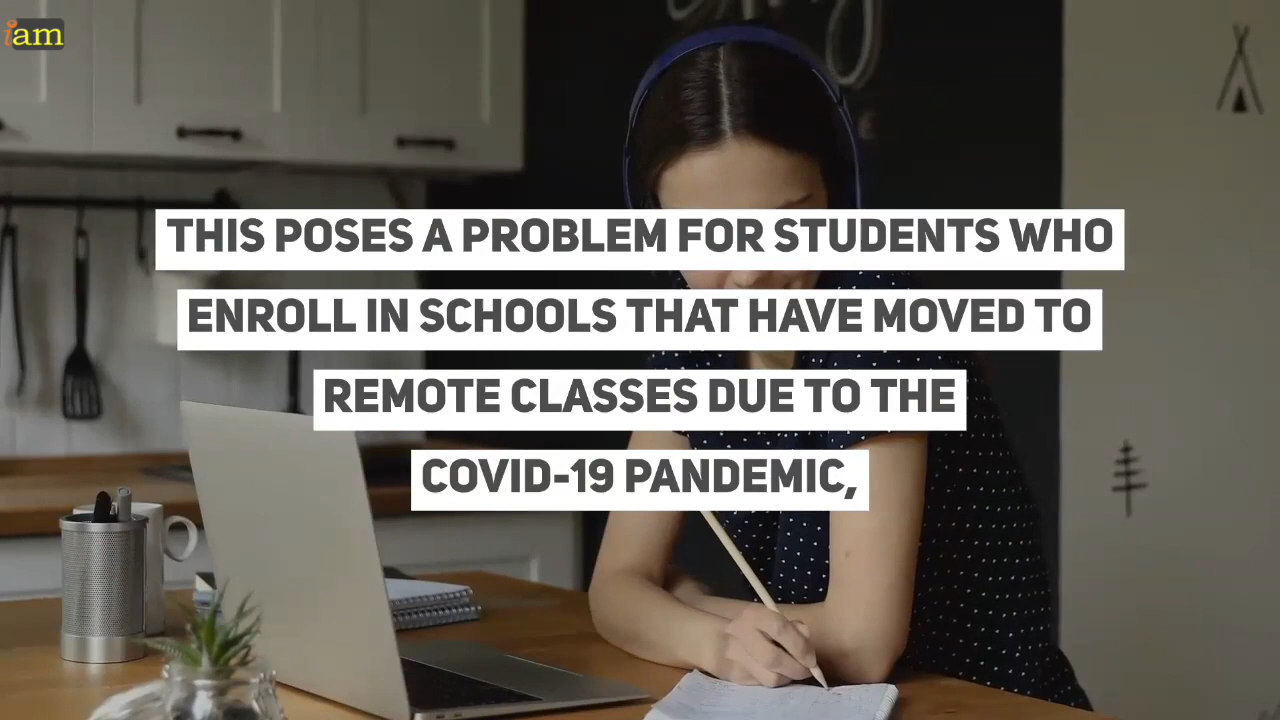 iam
THIS POSES A PROBLEM FOR STUDENTS WHO
ENROLL IN SCHOOLS THAT HAVE MOVED TO
REMOTE CLASSES DUE TO THE
COVID-19 PANDEMIC,